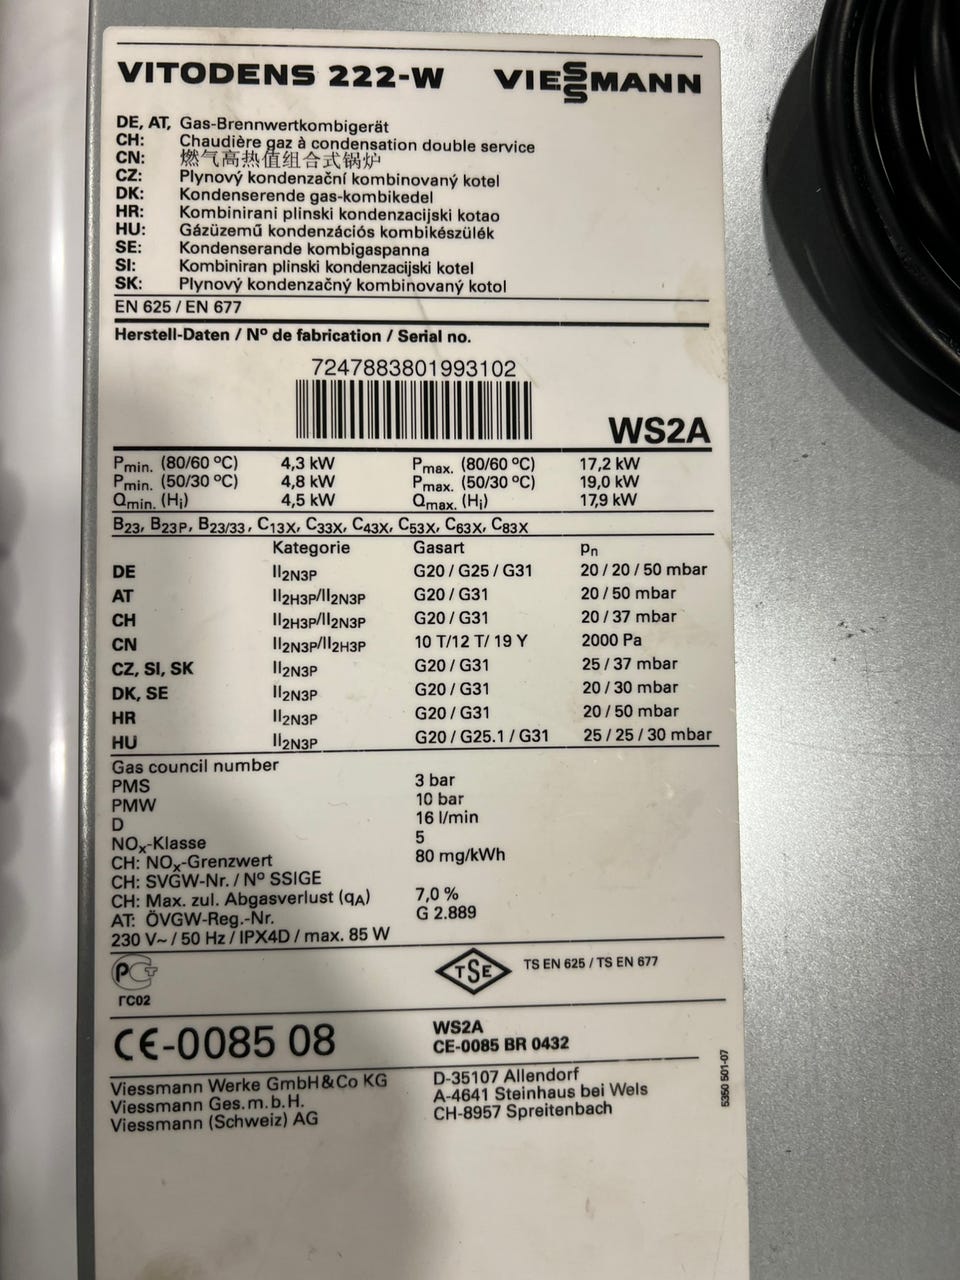 VITODENS 222-W VIESSMANN
DE, AT, Gas-Brennwertkombigerät
CH: Chaudière gaz à condensation double service
CN: 燃气高热值组合式锅炉
CZ: Plynový kondenzační kombinovaný kotel
DK: Kondenserende gas-kombikedel
HR: Kombinirani plinski kondenzacijski kotao
HU: Gázüzemű kondenzációs kombikészülék
SE: Kondenserande kombigaspanna
SI: Kombiniran plinski kondenzacijski kotel
SK: Plynový kondenzačný kombinovaný kotol
EN 625 / EN 677
Herstell-Daten / Nº de fabrication / Serial no.
7247883801993102
WS2A
Pmin. (80/60 ºC) 4,3 kW Pmax. (80/60 ºC) 17,2 kW
Pmin. (50/30 ºC) 4,8 kW Pmax. (50/30 ºC) 19,0 kW
Qmin. (Hi) 4,5 kW Qmax. (Hi) 17,9 kW
B23, B23P, B23/33, C13X, C33X, C43X, C53X, C63X, C83X
Kategorie Gasart pn
DE II2N3P G20 / G25 / G31 20 / 20 / 50 mbar
AT II2H3P/II2N3P G20 / G31 20 / 50 mbar
CH II2H3P/II2N3P G20 / G31 20 / 37 mbar
CN II2N3P/II2H3P 10 T/12 T/ 19 Y 2000 Pa
CZ, SI, SK II2N3P G20 / G31 25 / 37 mbar
DK, SE II2N3P G20 / G31 20 / 30 mbar
HR II2N3P G20 / G31 20 / 50 mbar
HU II2N3P G20 / G25.1 / G31 25 / 25 / 30 mbar
Gas council number
PMS 3 bar
PMW 10 bar
D 16 l/min
NOx-Klasse 5
CH: NOx-Grenzwert 80 mg/kWh
CH: SVGW-Nr. / Nº SSIGE
CH: Max. zul. Abgasverlust (qA) 7,0 %
AT: ÖVGW-Reg.-Nr. G 2.889
230 V~ / 50 Hz / IPX4D / max. 85 W
РСТ TSE TS EN 625 / TS EN 677
ГС02
CE-0085 08 WS2A
CE-0085 BR 0432
Viessmann Werke GmbH & Co KG D-35107 Allendorf
Viessmann Ges.m.b.H. A-4641 Steinhaus bei Wels
Viessmann (Schweiz) AG CH-8957 Spreitenbach
5350 501-07